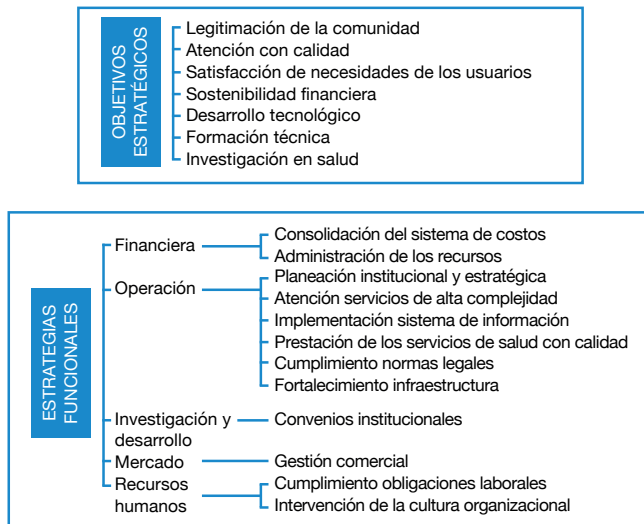 OBJETIVOS
ESTRATÉGICOS
Legitimación de la comunidad
Atención con calidad
Satisfacción de necesidades de los usuarios
Sostenibilidad financiera
Desarrollo tecnológico
Formación técnica
Investigación en salud
ESTRATEGIAS
FUNCIONALES
Financiera
Consolidación del sistema de costos
Administración de los recursos
Operación
Planeación institucional y estratégica
Atención servicios de alta complejidad
Implementación sistema de información
Prestación de los servicios de salud con calidad
Cumplimiento normas legales
Fortalecimiento infraestructura
Investigación y
desarrollo
Convenios institucionales
Mercado
Gestión comercial
Recursos
humanos
Cumplimiento obligaciones laborales
Intervención de la cultura organizacional